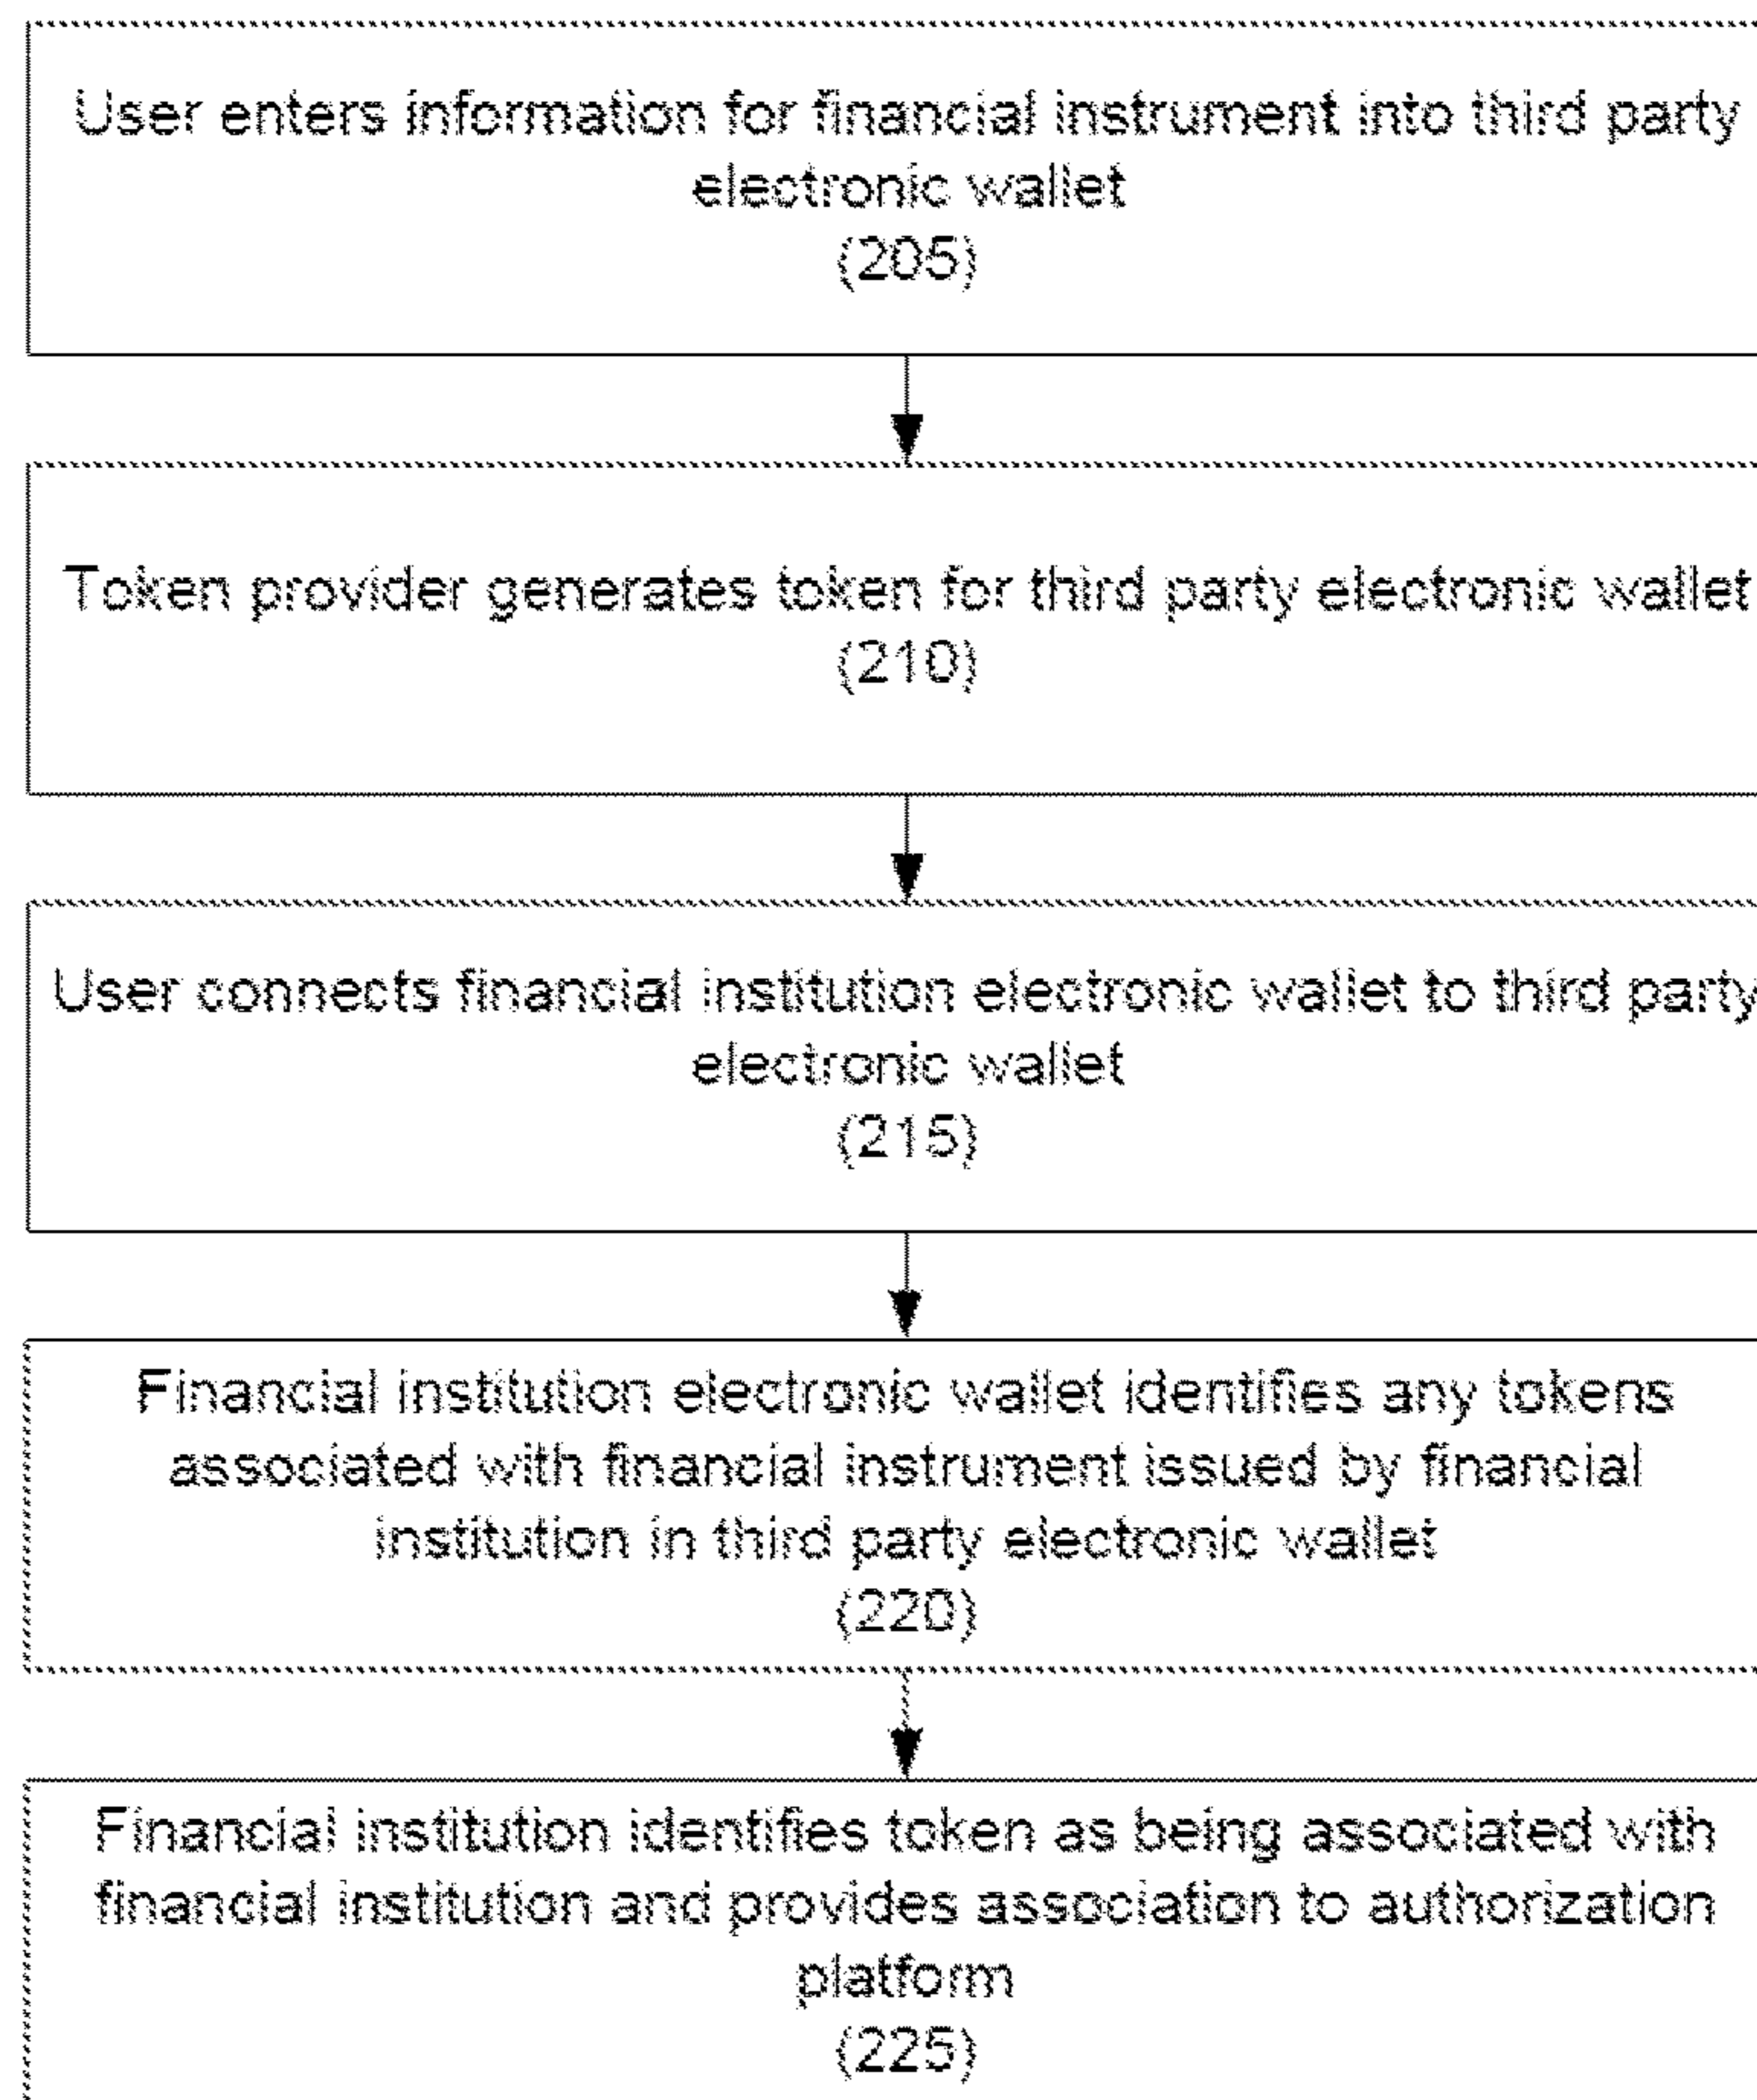 User enters information for financial instrument into third party
electronic wallet
(205)
Token provider generates token for third party electronic wallet
(210)
User connects financial institution electronic wallet to third party
electronic wallet
(215)
Financial institution electronic wallet identifies any tokens
associated with financial instrument issued by financial
institution in third party electronic wallet
(220)
Financial institution identifies token as being associated with
financial institution and provides association to authorization
platform
(225)